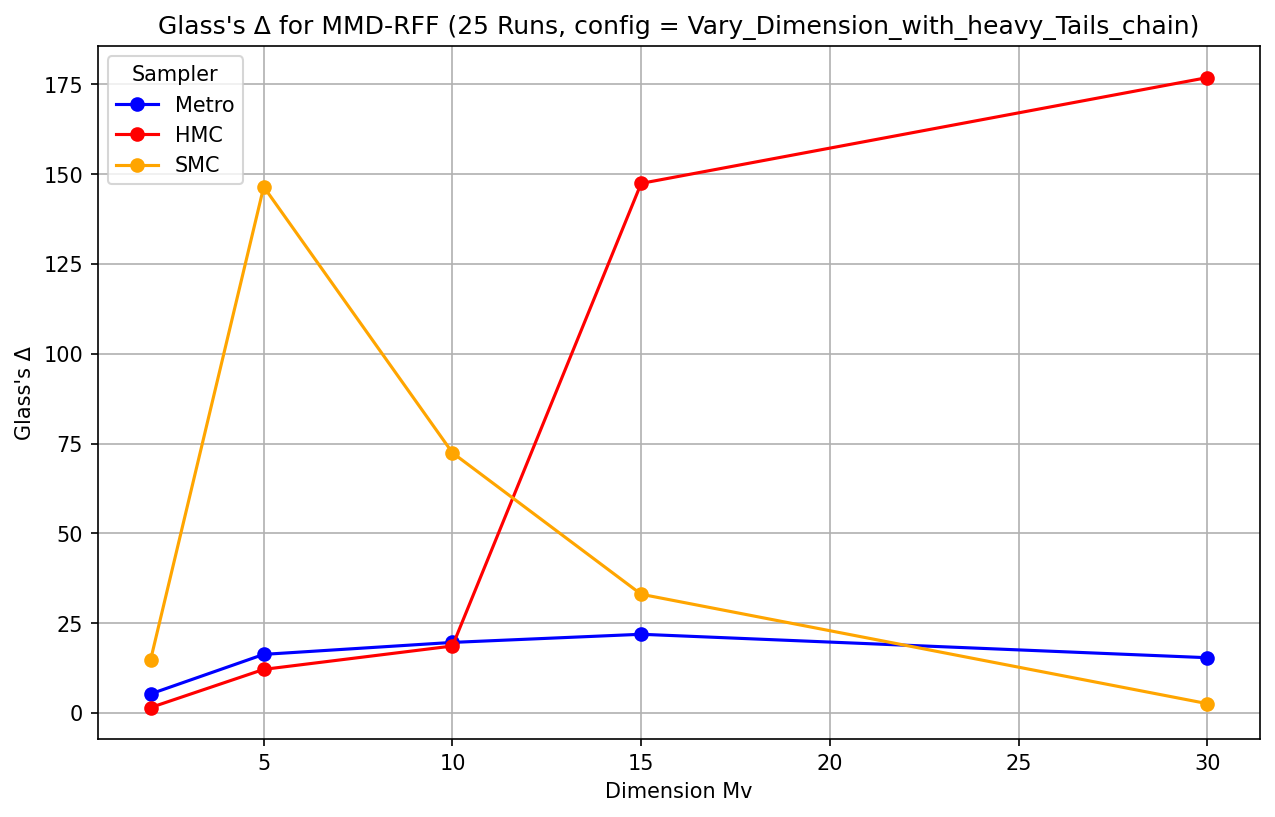 Glass's Δ for MMD-RFF (25 Runs, config = Vary_Dimension_with_heavy_Tails_chain)
Sampler
Metro
HMC
SMC
175
150
125
100
75
50
25
0
Glass's Δ
5 10 15 20 25 30
Dimension Mv